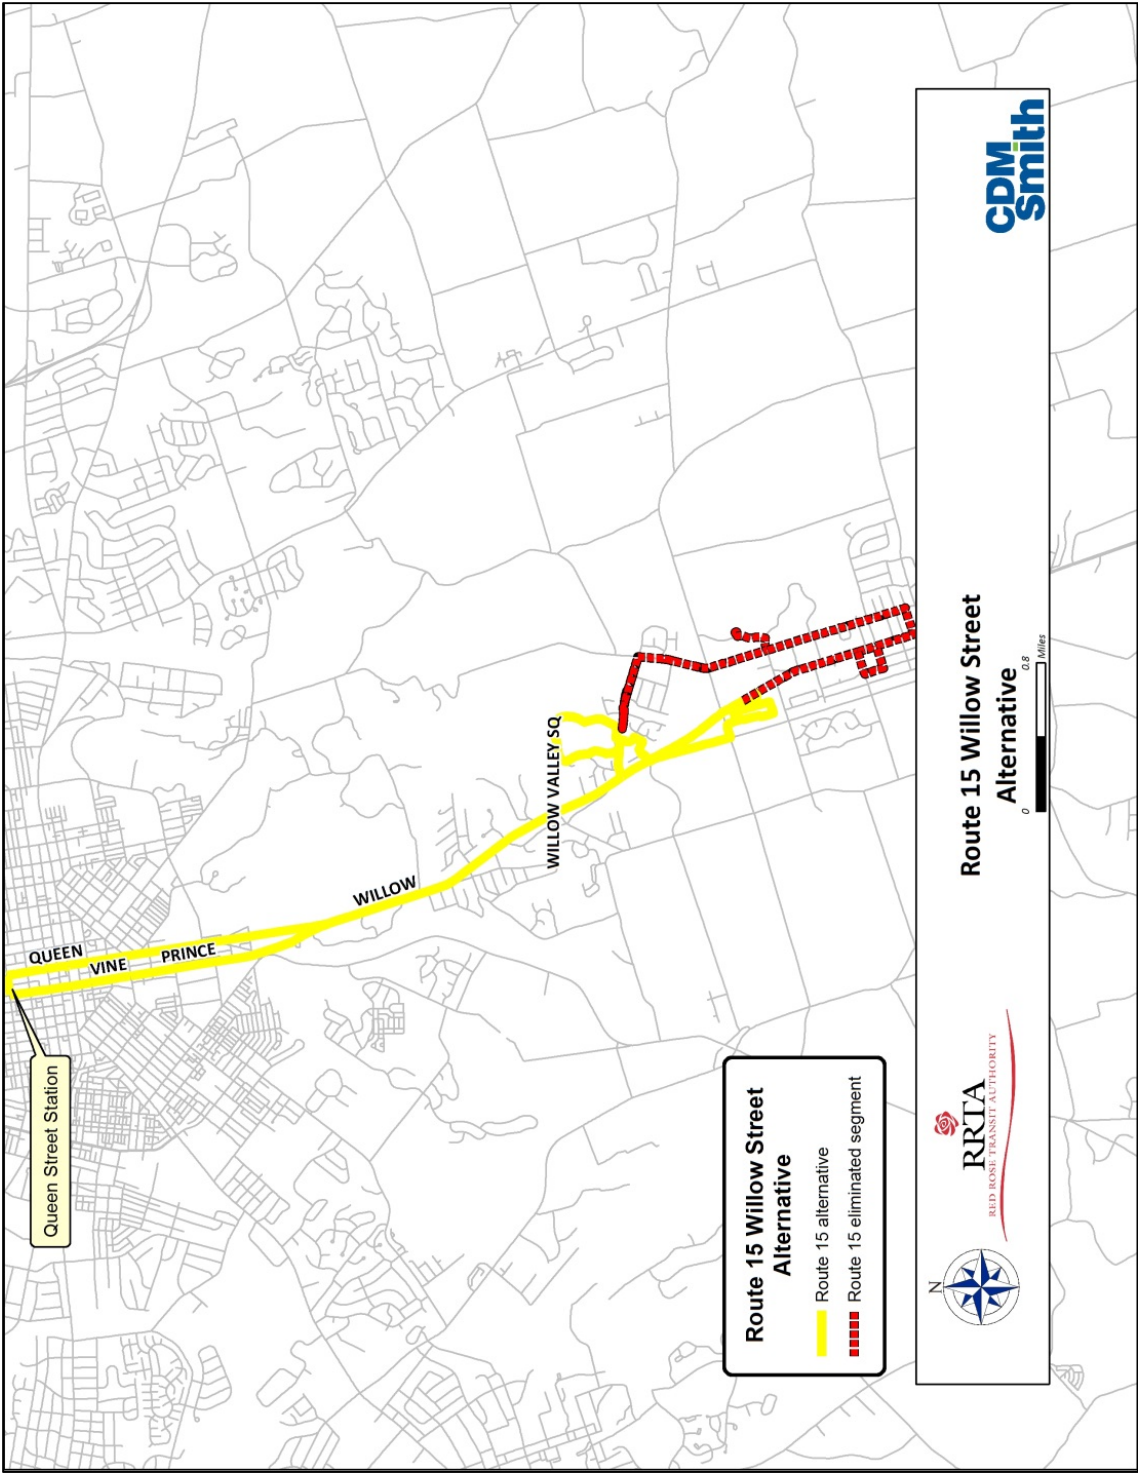 Queen Street Station
QUEEN
VINE
PRINCE
WILLOW
WILLOW VALLEY SQ
Route 15 Willow Street
Alternative
Route 15 alternative
Route 15 eliminated segment
N
RRTA
RED ROSE TRANSIT AUTHORITY
Route 15 Willow Street
Alternative
0
0.8
Miles
CDM
Smith